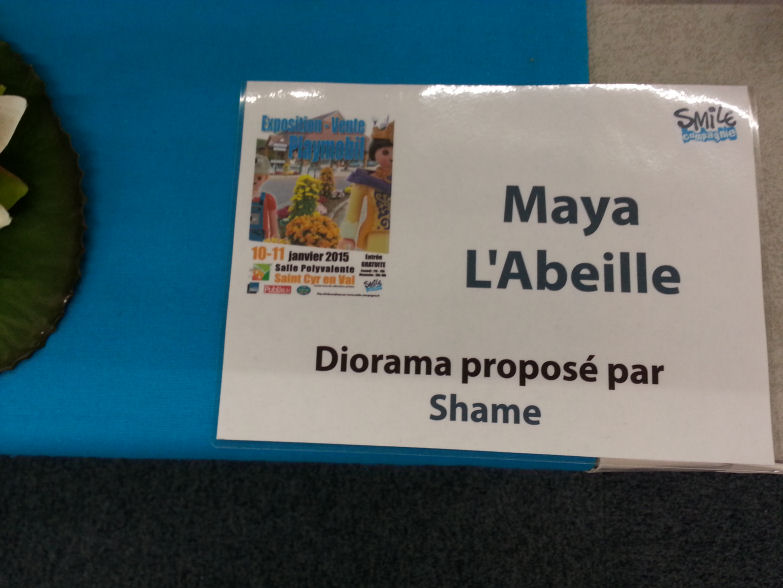 Exposition - Vente
Playmobil
10-11 janvier 2015
Salle Polyvalente
Saint Cyr en Val
Entrée
GRATUITE
SMILE
compagnie
Maya
L'Abeille
Diorama proposé par
Shame